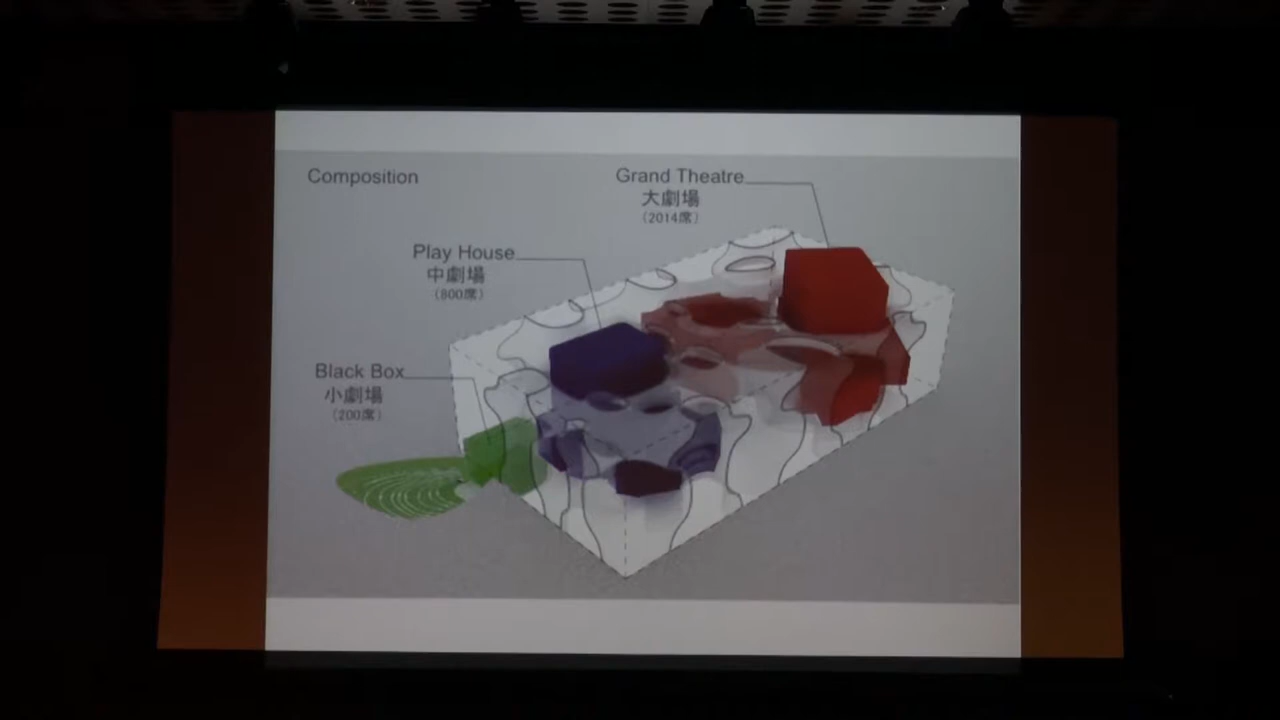 Composition
Grand Theatre
大劇場
（2014席）
Play House
中劇場
（800席）
Black Box
小劇場
（200席）